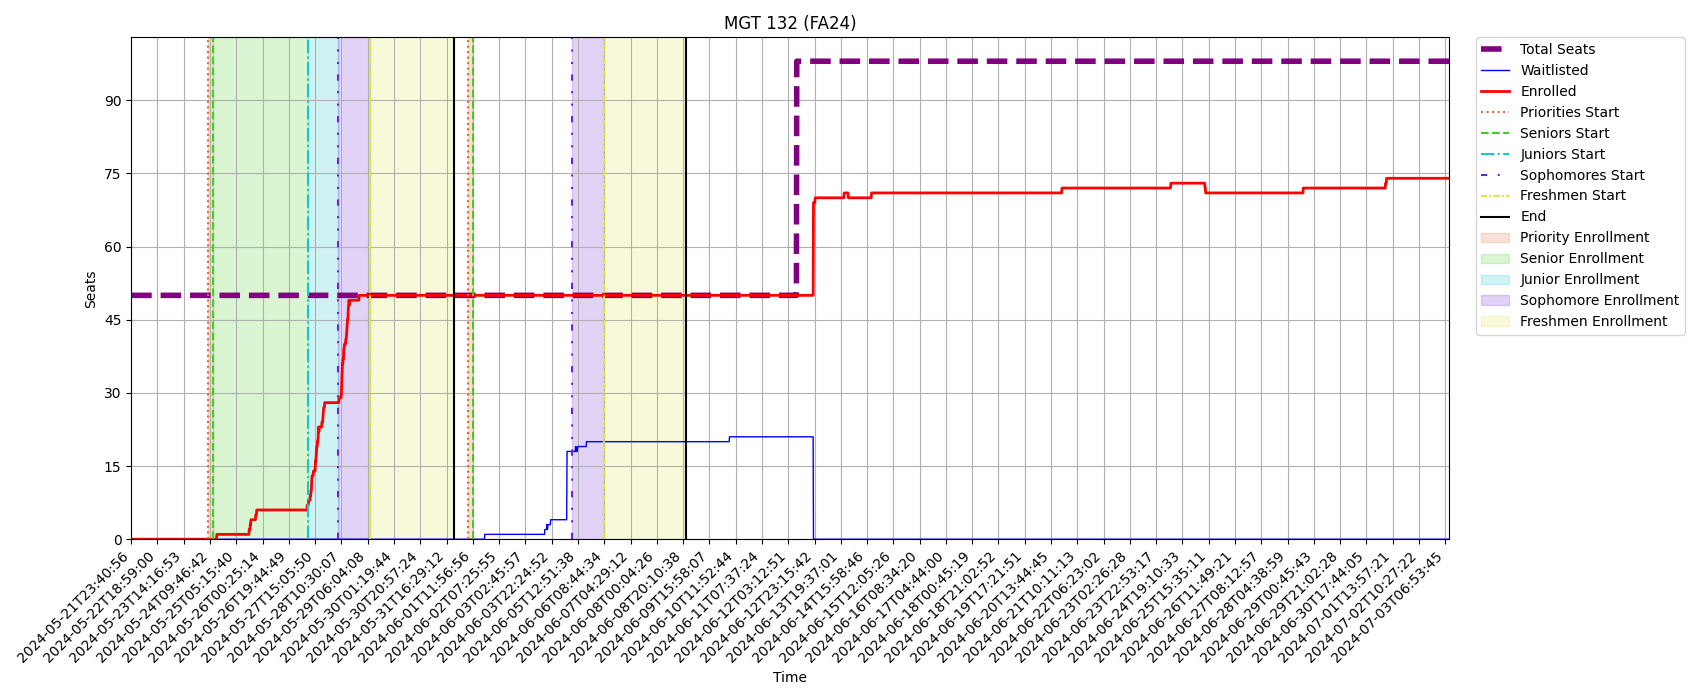 MGT 132 (FA24)
Total Seats
Waitlisted
Enrolled
Priorities Start
Seniors Start
Juniors Start
Sophomores Start
Freshmen Start
End
Priority Enrollment
Senior Enrollment
Junior Enrollment
Sophomore Enrollment
Freshmen Enrollment
Seats
90
75
60
45
30
15
0
2024-05-21T23:40:56
2024-05-22T18:59:00
2024-05-23T14:16:53
2024-05-24T09:46:42
2024-05-25T05:15:40
2024-05-26T00:25:14
2024-05-26T19:44:49
2024-05-27T15:05:50
2024-05-28T10:30:07
2024-05-29T06:04:08
2024-05-30T01:19:44
2024-05-30T20:57:24
2024-05-31T16:29:12
2024-06-01T11:56:56
2024-06-02T07:25:55
2024-06-03T02:45:57
2024-06-03T22:24:52
2024-06-05T12:51:38
2024-06-06T08:44:34
2024-06-07T04:29:12
2024-06-08T00:04:26
2024-06-08T20:10:38
2024-06-09T15:58:07
2024-06-10T11:52:44
2024-06-11T07:37:24
2024-06-12T03:12:51
2024-06-12T23:15:42
2024-06-13T19:37:01
2024-06-14T15:58:46
2024-06-15T12:05:26
2024-06-16T08:34:20
2024-06-17T04:44:00
2024-06-18T00:45:19
2024-06-18T21:02:52
2024-06-19T17:21:51
2024-06-20T13:44:45
2024-06-21T10:11:13
2024-06-22T06:23:02
2024-06-23T02:26:28
2024-06-23T22:53:17
2024-06-24T19:10:33
2024-06-25T15:35:11
2024-06-26T11:49:21
2024-06-27T08:12:57
2024-06-28T04:38:59
2024-06-29T00:45:43
2024-06-29T21:02:28
2024-06-30T17:44:05
2024-07-01T13:57:21
2024-07-02T10:27:22
2024-07-03T06:53:45
Time